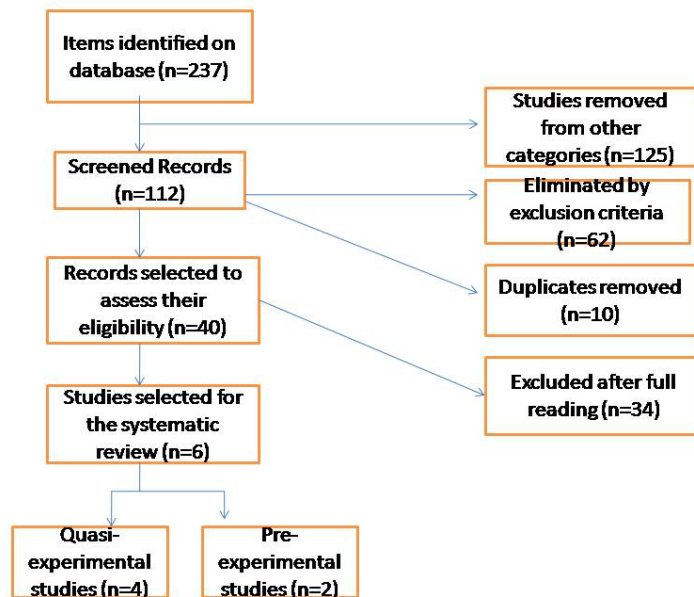 Items identified on
database (n=237)
Studies removed
from other
categories (n=125)
Screened Records
(n=112)
Eliminated by
exclusion criteria
(n=62)
Records selected to
assess their
eligibility (n=40)
Duplicates removed
(n=10)
Excluded after full
reading (n=34)
Studies selected for
the systematic
review (n=6)
Quasi-
experimental
studies (n=4)
Pre-
experimental
studies (n=2)